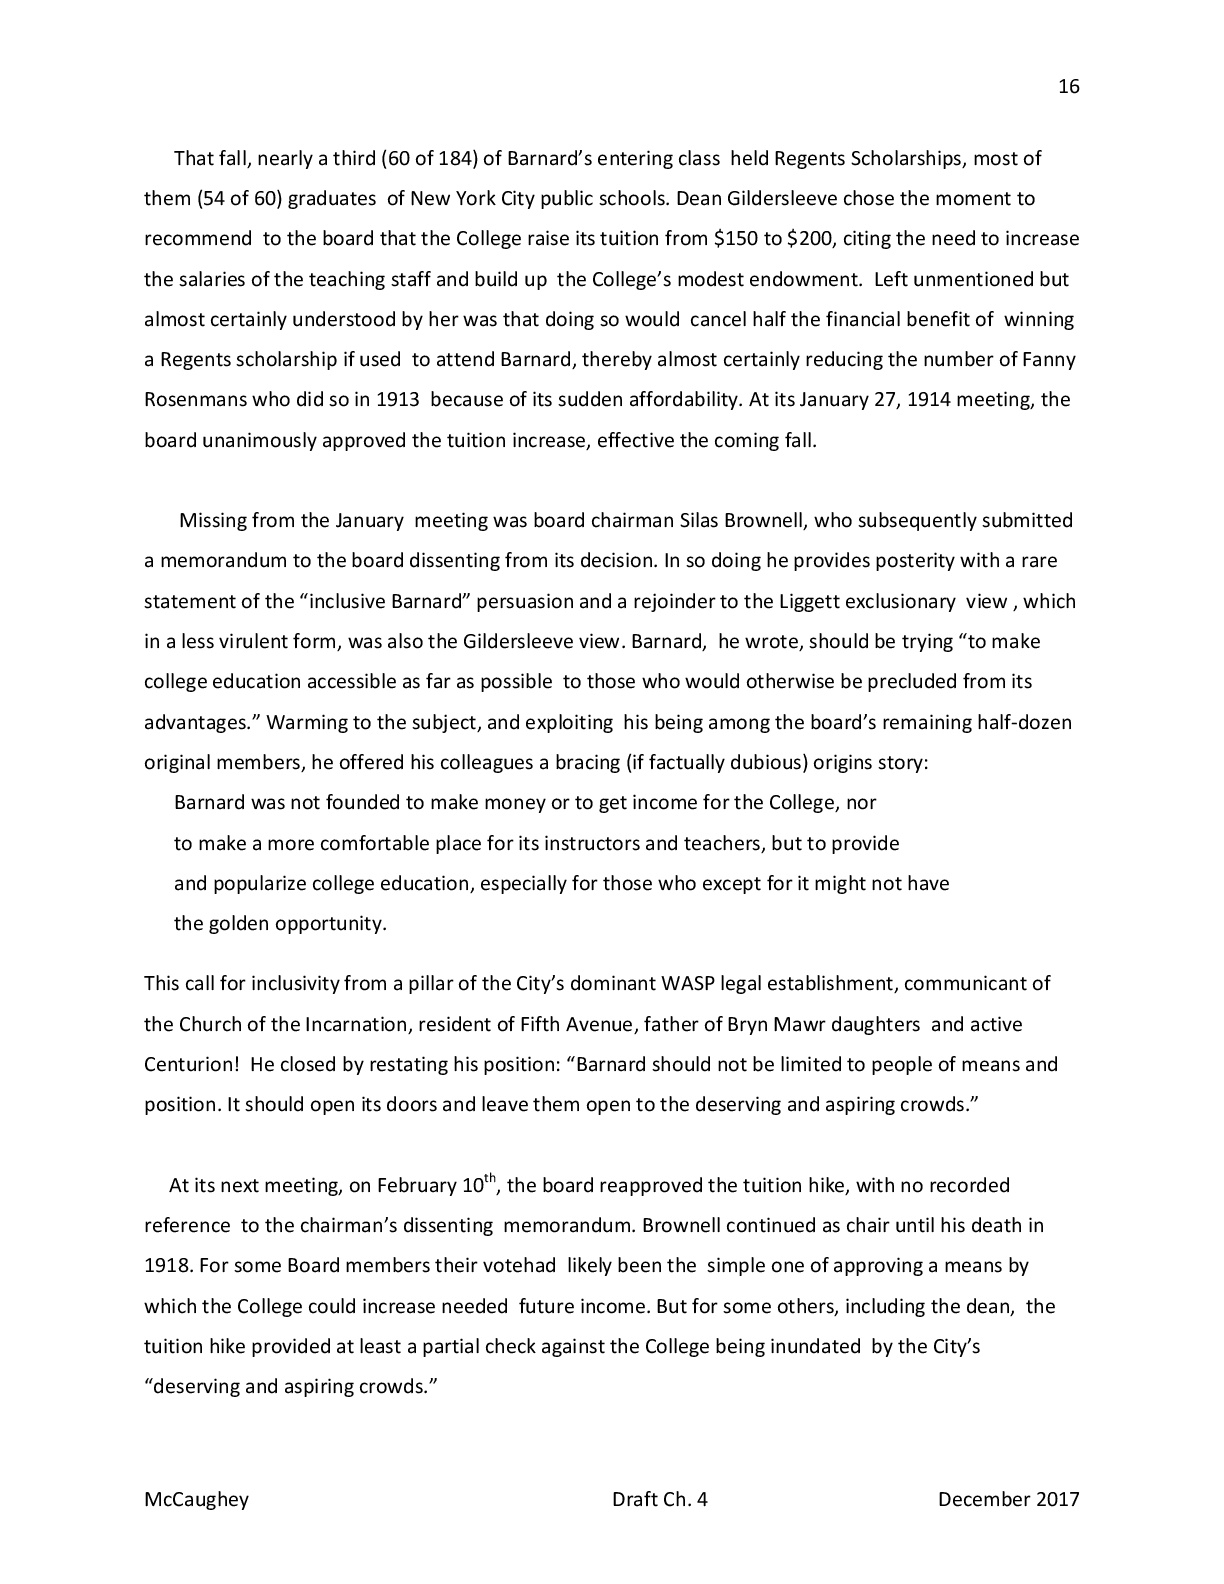 16
That fall, nearly a third (60 of 184) of Barnard’s entering class held Regents Scholarships, most of
them (54 of 60) graduates of New York City public schools. Dean Gildersleeve chose the moment to
recommend to the board that the College raise its tuition from $150 to $200, citing the need to increase
the salaries of the teaching staff and build up the College’s modest endowment. Left unmentioned but
almost certainly understood by her was that doing so would cancel half the financial benefit of winning
a Regents scholarship if used to attend Barnard, thereby almost certainly reducing the number of Fanny
Rosenmans who did so in 1913 because of its sudden affordability. At its January 27, 1914 meeting, the
board unanimously approved the tuition increase, effective the coming fall.
Missing from the January meeting was board chairman Silas Brownell, who subsequently submitted
a memorandum to the board dissenting from its decision. In so doing he provides posterity with a rare
statement of the “inclusive Barnard” persuasion and a rejoinder to the Liggett exclusionary view , which
in a less virulent form, was also the Gildersleeve view. Barnard, he wrote, should be trying “to make
college education accessible as far as possible to those who would otherwise be precluded from its
advantages.” Warming to the subject, and exploiting his being among the board’s remaining half-dozen
original members, he offered his colleagues a bracing (if factually dubious) origins story:
Barnard was not founded to make money or to get income for the College, nor
to make a more comfortable place for its instructors and teachers, but to provide
and popularize college education, especially for those who except for it might not have
the golden opportunity.
This call for inclusivity from a pillar of the City’s dominant WASP legal establishment, communicant of
the Church of the Incarnation, resident of Fifth Avenue, father of Bryn Mawr daughters and active
Centurion! He closed by restating his position: “Barnard should not be limited to people of means and
position. It should open its doors and leave them open to the deserving and aspiring crowds.”
At its next meeting, on February 10th, the board reapproved the tuition hike, with no recorded
reference to the chairman’s dissenting memorandum. Brownell continued as chair until his death in
1918. For some Board members their votehad likely been the simple one of approving a means by
which the College could increase needed future income. But for some others, including the dean, the
tuition hike provided at least a partial check against the College being inundated by the City’s
“deserving and aspiring crowds.”
McCaughey Draft Ch. 4 December 2017